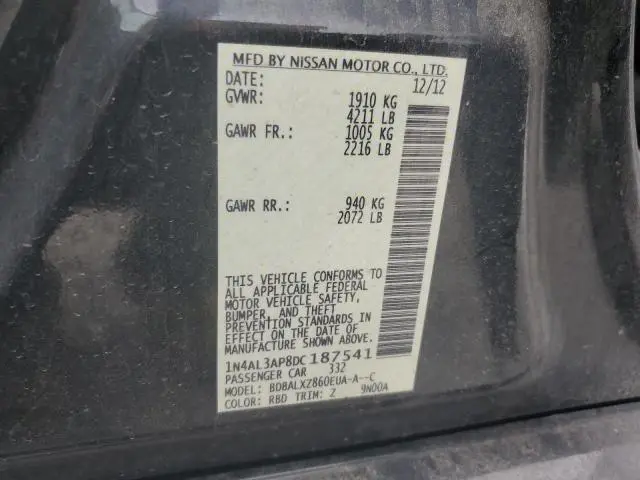 MFD BY NISSAN MOTOR CO., LTD.
DATE: 12/12
GVWR: 1910 KG
4211 LB
GAWR FR.: 1005 KG
2216 LB
GAWR RR.: 940 KG
2072 LB
THIS VEHICLE CONFORMS TO
ALL APPLICABLE FEDERAL
MOTOR VEHICLE SAFETY,
BUMPER, AND THEFT
PREVENTION STANDARDS IN
EFFECT ON THE DATE OF
MANUFACTURE SHOWN ABOVE.
1N4AL3AP8DC187541
PASSENGER CAR 332
MODEL: BDBALXZ860EUA-A--C
COLOR: RBD TRIM: Z 9N00A